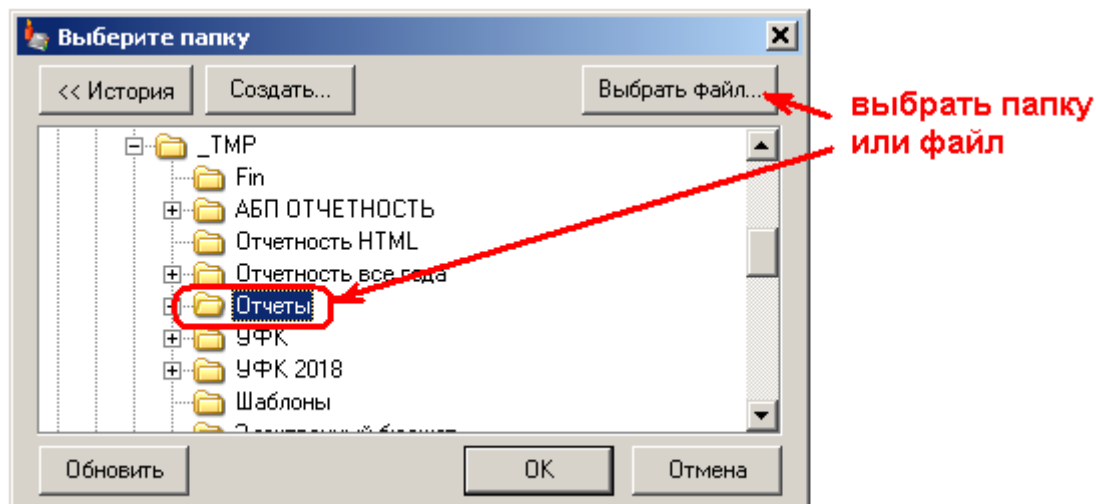 Выберите папку
<< История
Создать...
Выбрать файл...
выбрать папку
или файл
_TMP
Fin
АБП ОТЧЕТНОСТЬ
Отчетность HTML
Отчетность все года
Отчеты
УФК
УФК 2018
Шаблоны
Обновить
OK
Отмена